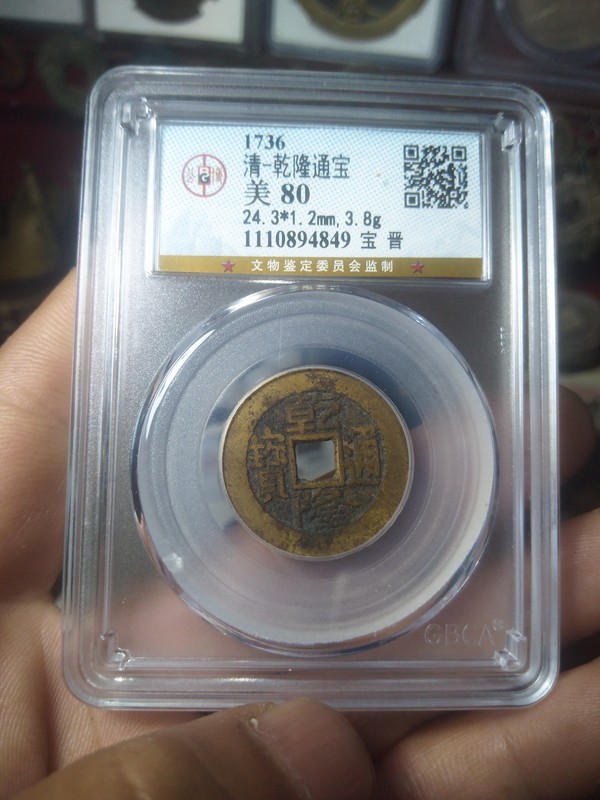 1736
清-乾隆通宝
美 80
24.3*1.2mm,3.8g
1110894849 宝 晋
★ 文物鉴定委员会监制 ★
乾
寳 通
隆
GBCA®